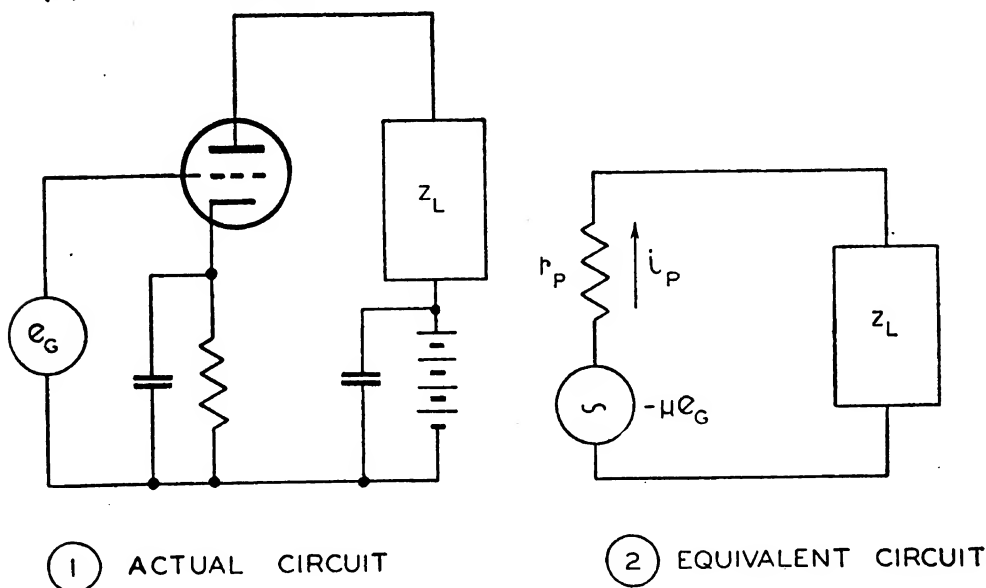 e_G
Z_L
r_P
i_P
-μe_G
Z_L
1 ACTUAL CIRCUIT
2 EQUIVALENT CIRCUIT